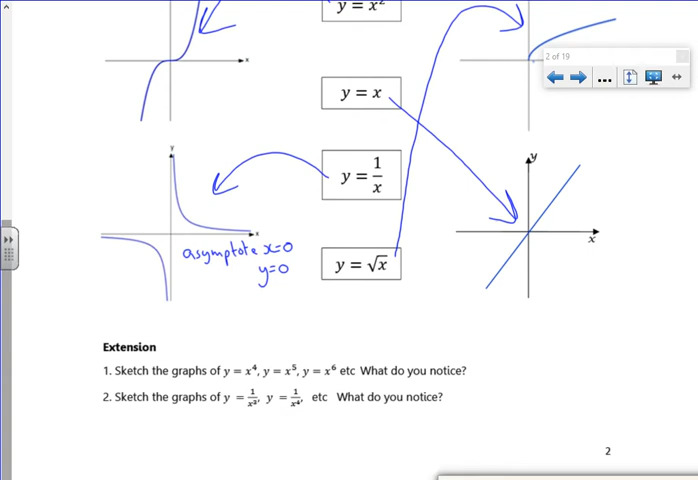 y = x²
x
2 of 19
y = x
y
y = 1/x
x
asymptote x=0
y=0
y = √x
y
x
Extension
1. Sketch the graphs of y = x⁴, y = x⁵, y = x⁶ etc What do you notice?
2. Sketch the graphs of y = 1/x³, y = 1/x⁴, etc What do you notice?
2